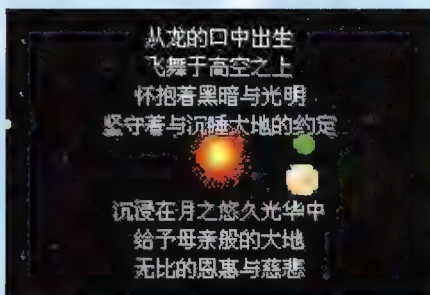 从龙的口中出生
飞舞于高空之上
怀抱着黑暗与光明
坚守着与沉睡大地的约定
沉浸在月之悠久光华中
给予母亲般的大地
无比的恩惠与慈悲